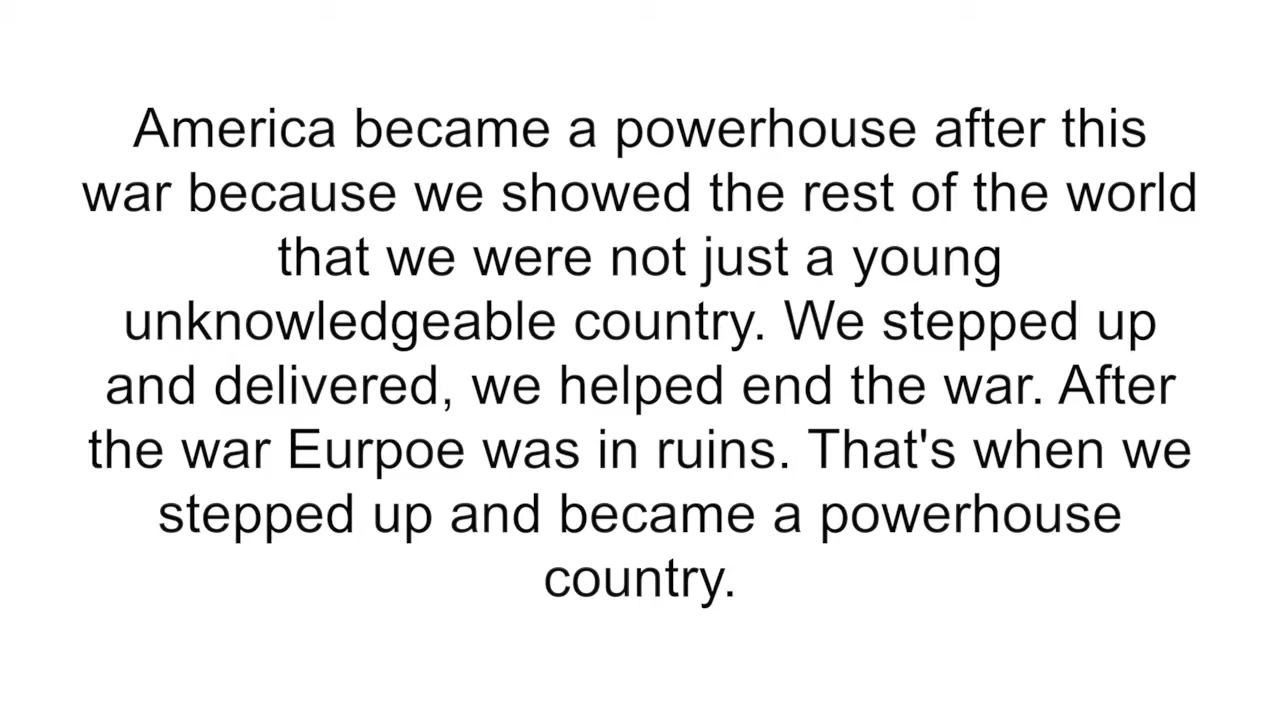 America became a powerhouse after this
war because we showed the rest of the world
that we were not just a young
unknowledgeable country. We stepped up
and delivered, we helped end the war. After
the war Eurpoe was in ruins. That's when we
stepped up and became a powerhouse
country.